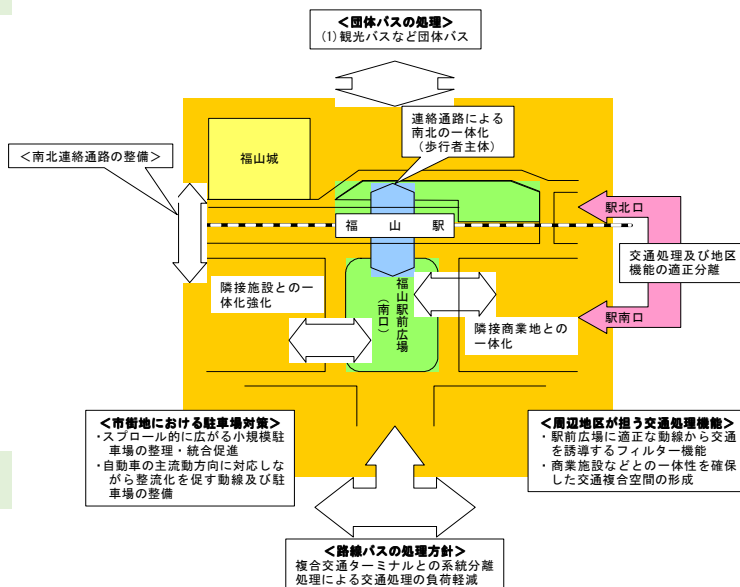 ＜団体バスの処理＞
(1)観光バスなど団体バス
連絡通路による
南北の一体化
（歩行者主体）
＜南北連絡通路の整備＞
福山城
駅北口
福山駅
交通処理及び地区
機能の適正分離
隣接施設との一
体化強化
福山駅前広場
（南口）
隣接商業地との
一体化
駅南口
＜市街地における駐車場対策＞
・スプロール的に広がる小規模駐
車場の整理・統合促進
・自動車の主流動方向に対応しな
がら整流化を促す動線及び駐
車場の整備
＜周辺地区が担う交通処理機能＞
・駅前広場に適正な動線から交通
を誘導するフィルター機能
・商業施設などとの一体性を確保
した交通複合空間の形成
＜路線バスの処理方針＞
複合交通ターミナルとの系統分離
処理による交通処理の負荷軽減